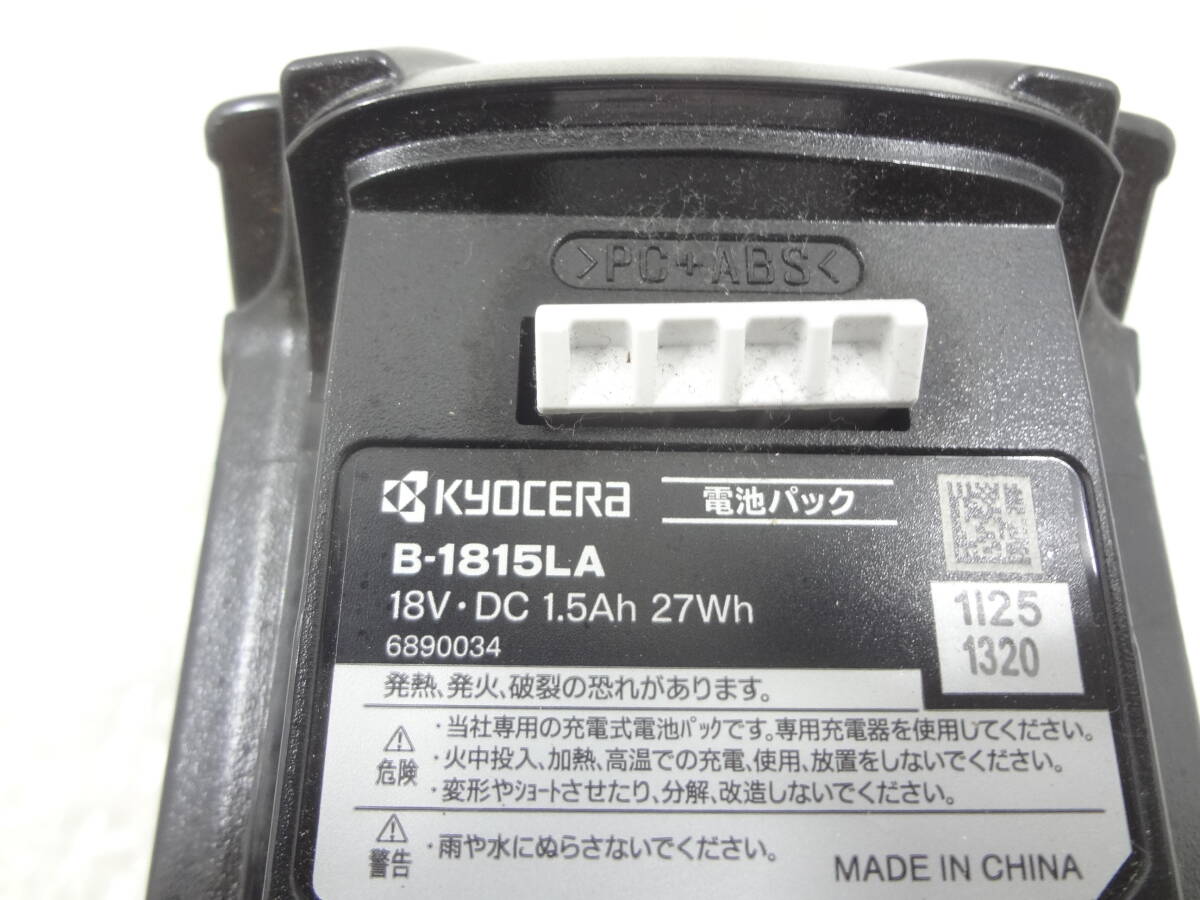 >PC+ABS<
KYOCERA 電池パック
B-1815LA
18V・DC 1.5Ah 27Wh
6890034
1I25
1320
発熱、発火、破裂の恐れがあります。
危険
・当社専用の充電式電池パックです。専用充電器を使用してください。
・火中投入、加熱、高温での充電、使用、放置をしないでください。
・変形やショートさせたり、分解、改造しないでください。
警告
・雨や水にぬらさないでください。
MADE IN CHINA